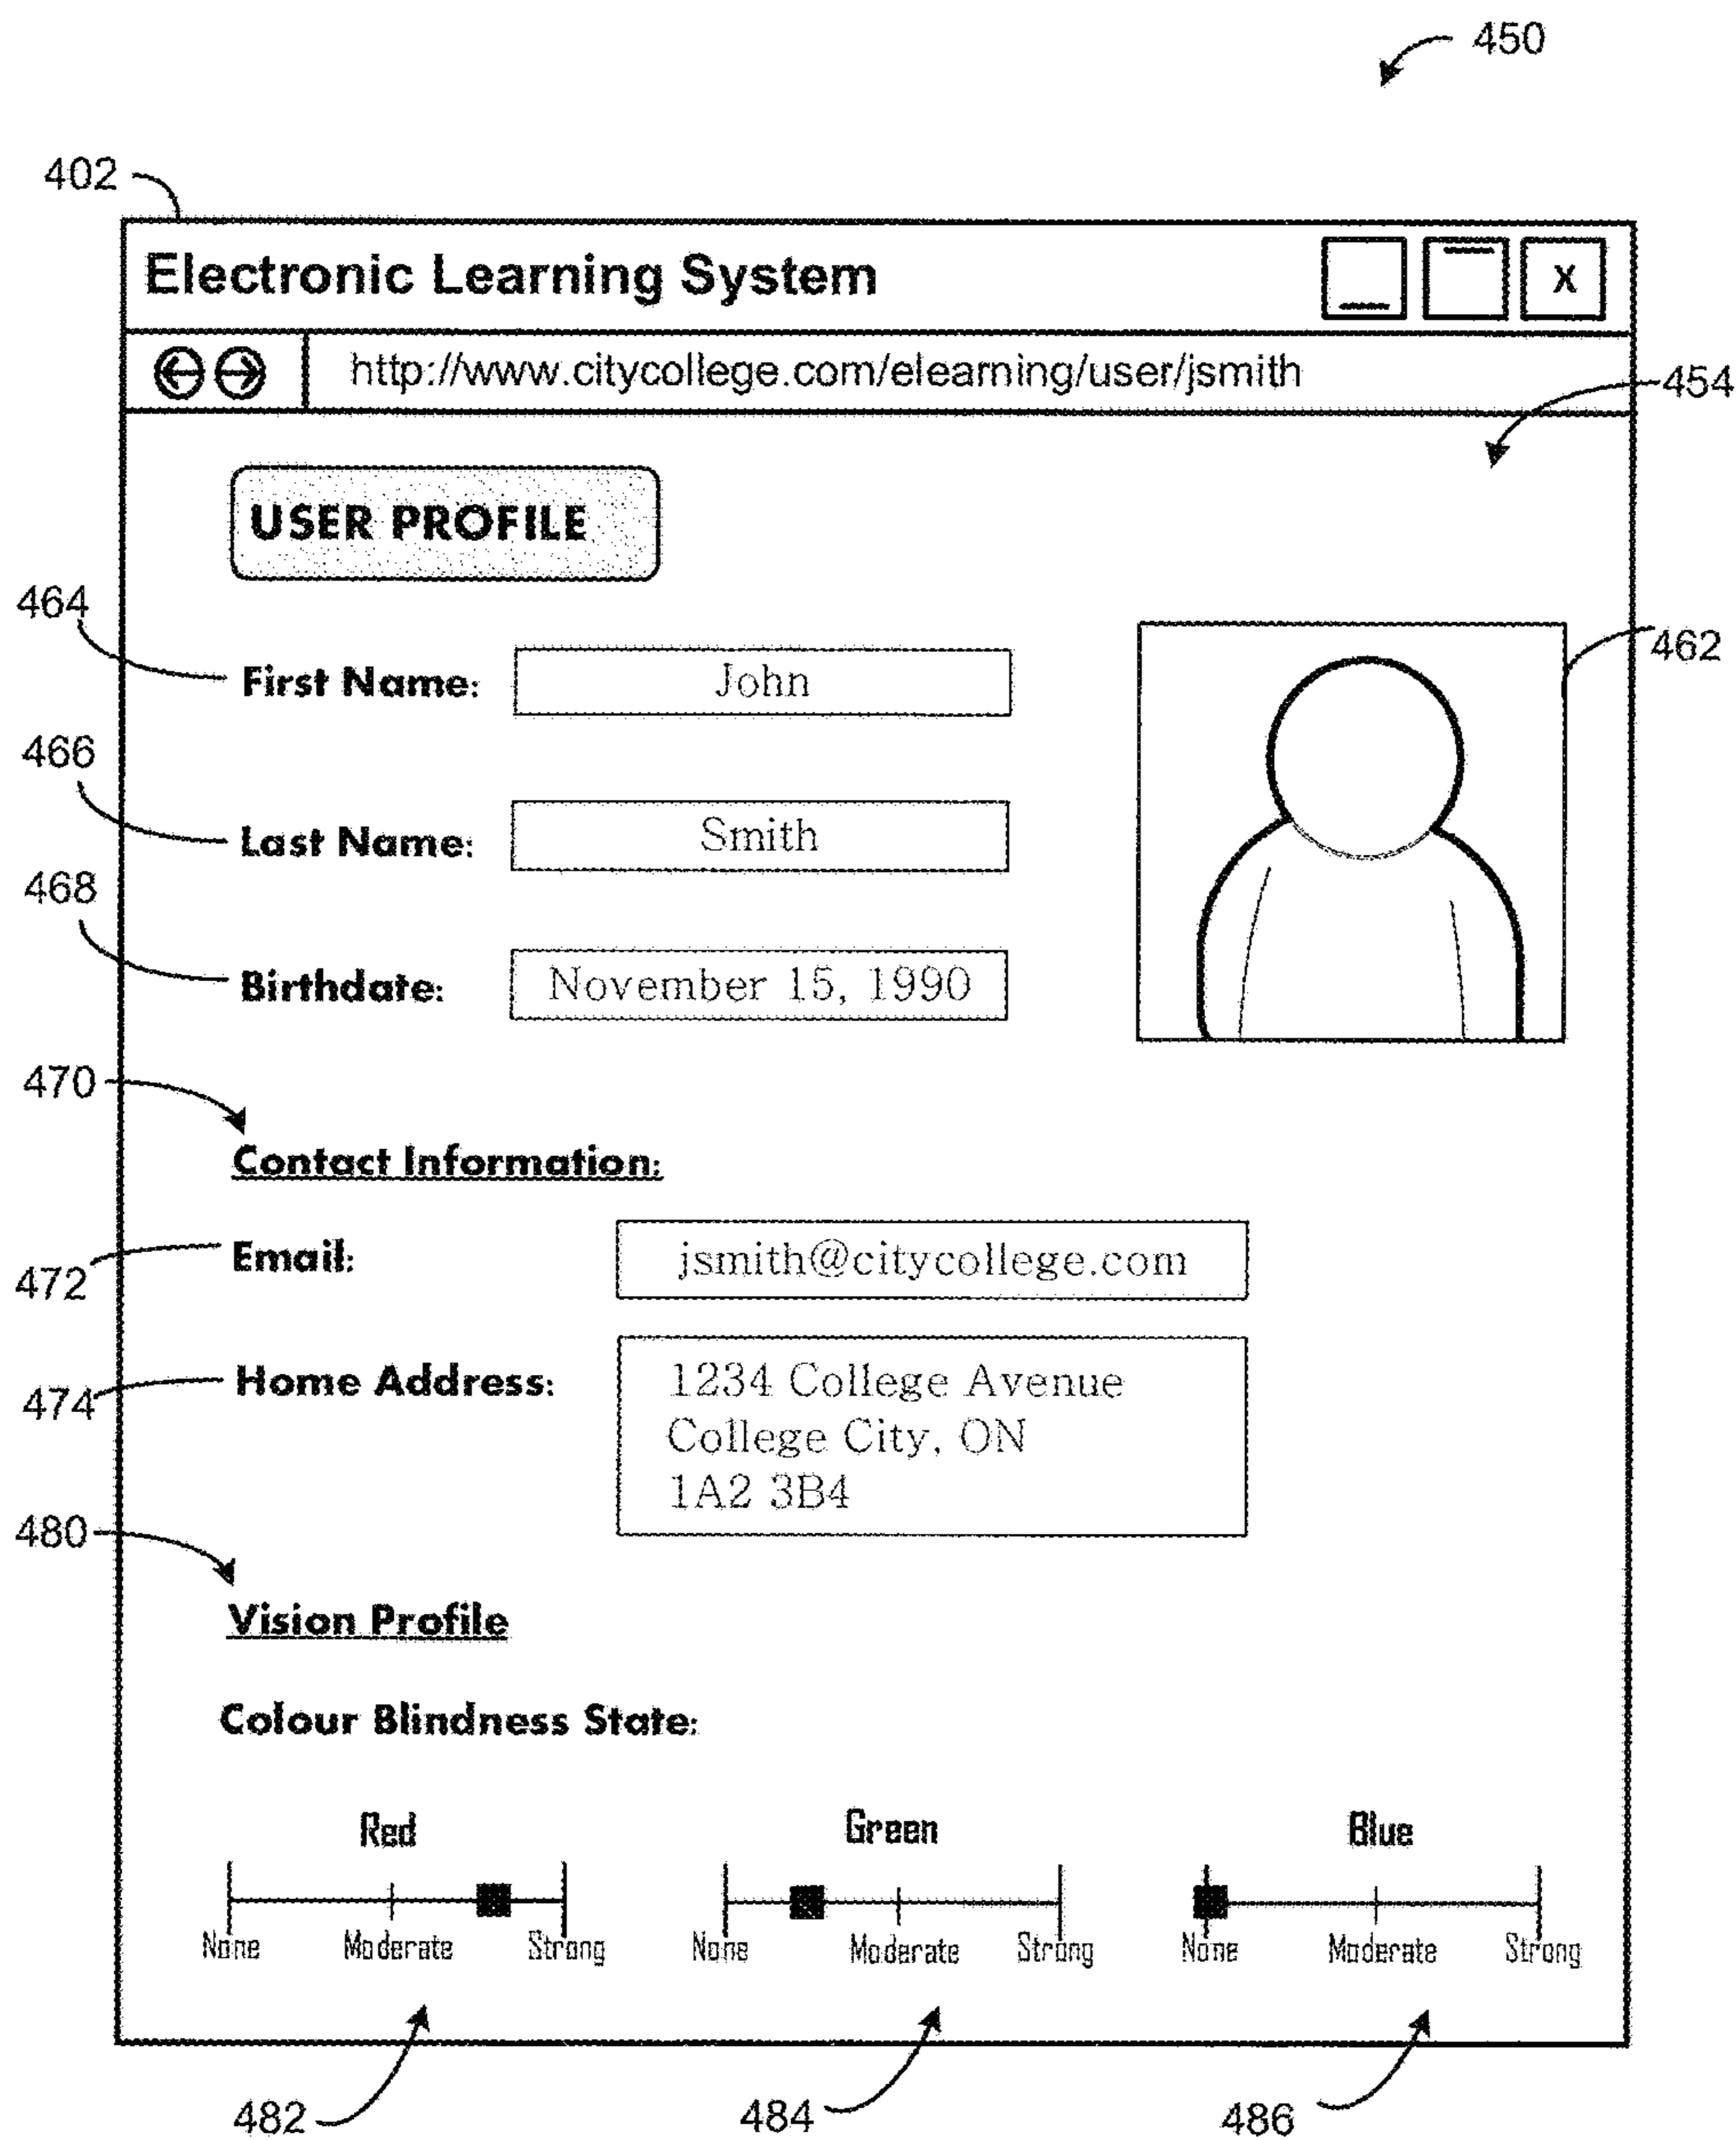 450
402
Electronic Learning System
X
http://www.citycollege.com/elearning/user/jsmith
454
USER PROFILE
464
First Name: John
462
466
Last Name: Smith
468
Birthdate: November 15, 1990
470
Contact Information:
Email: jsmith@citycollege.com
472
Home Address: 1234 College Avenue
474
College City, ON
1A2 3B4
480
Vision Profile
Colour Blindness State:
Red Green Blue
None Moderate Strong None Moderate Strong None Moderate Strong
482 484 486